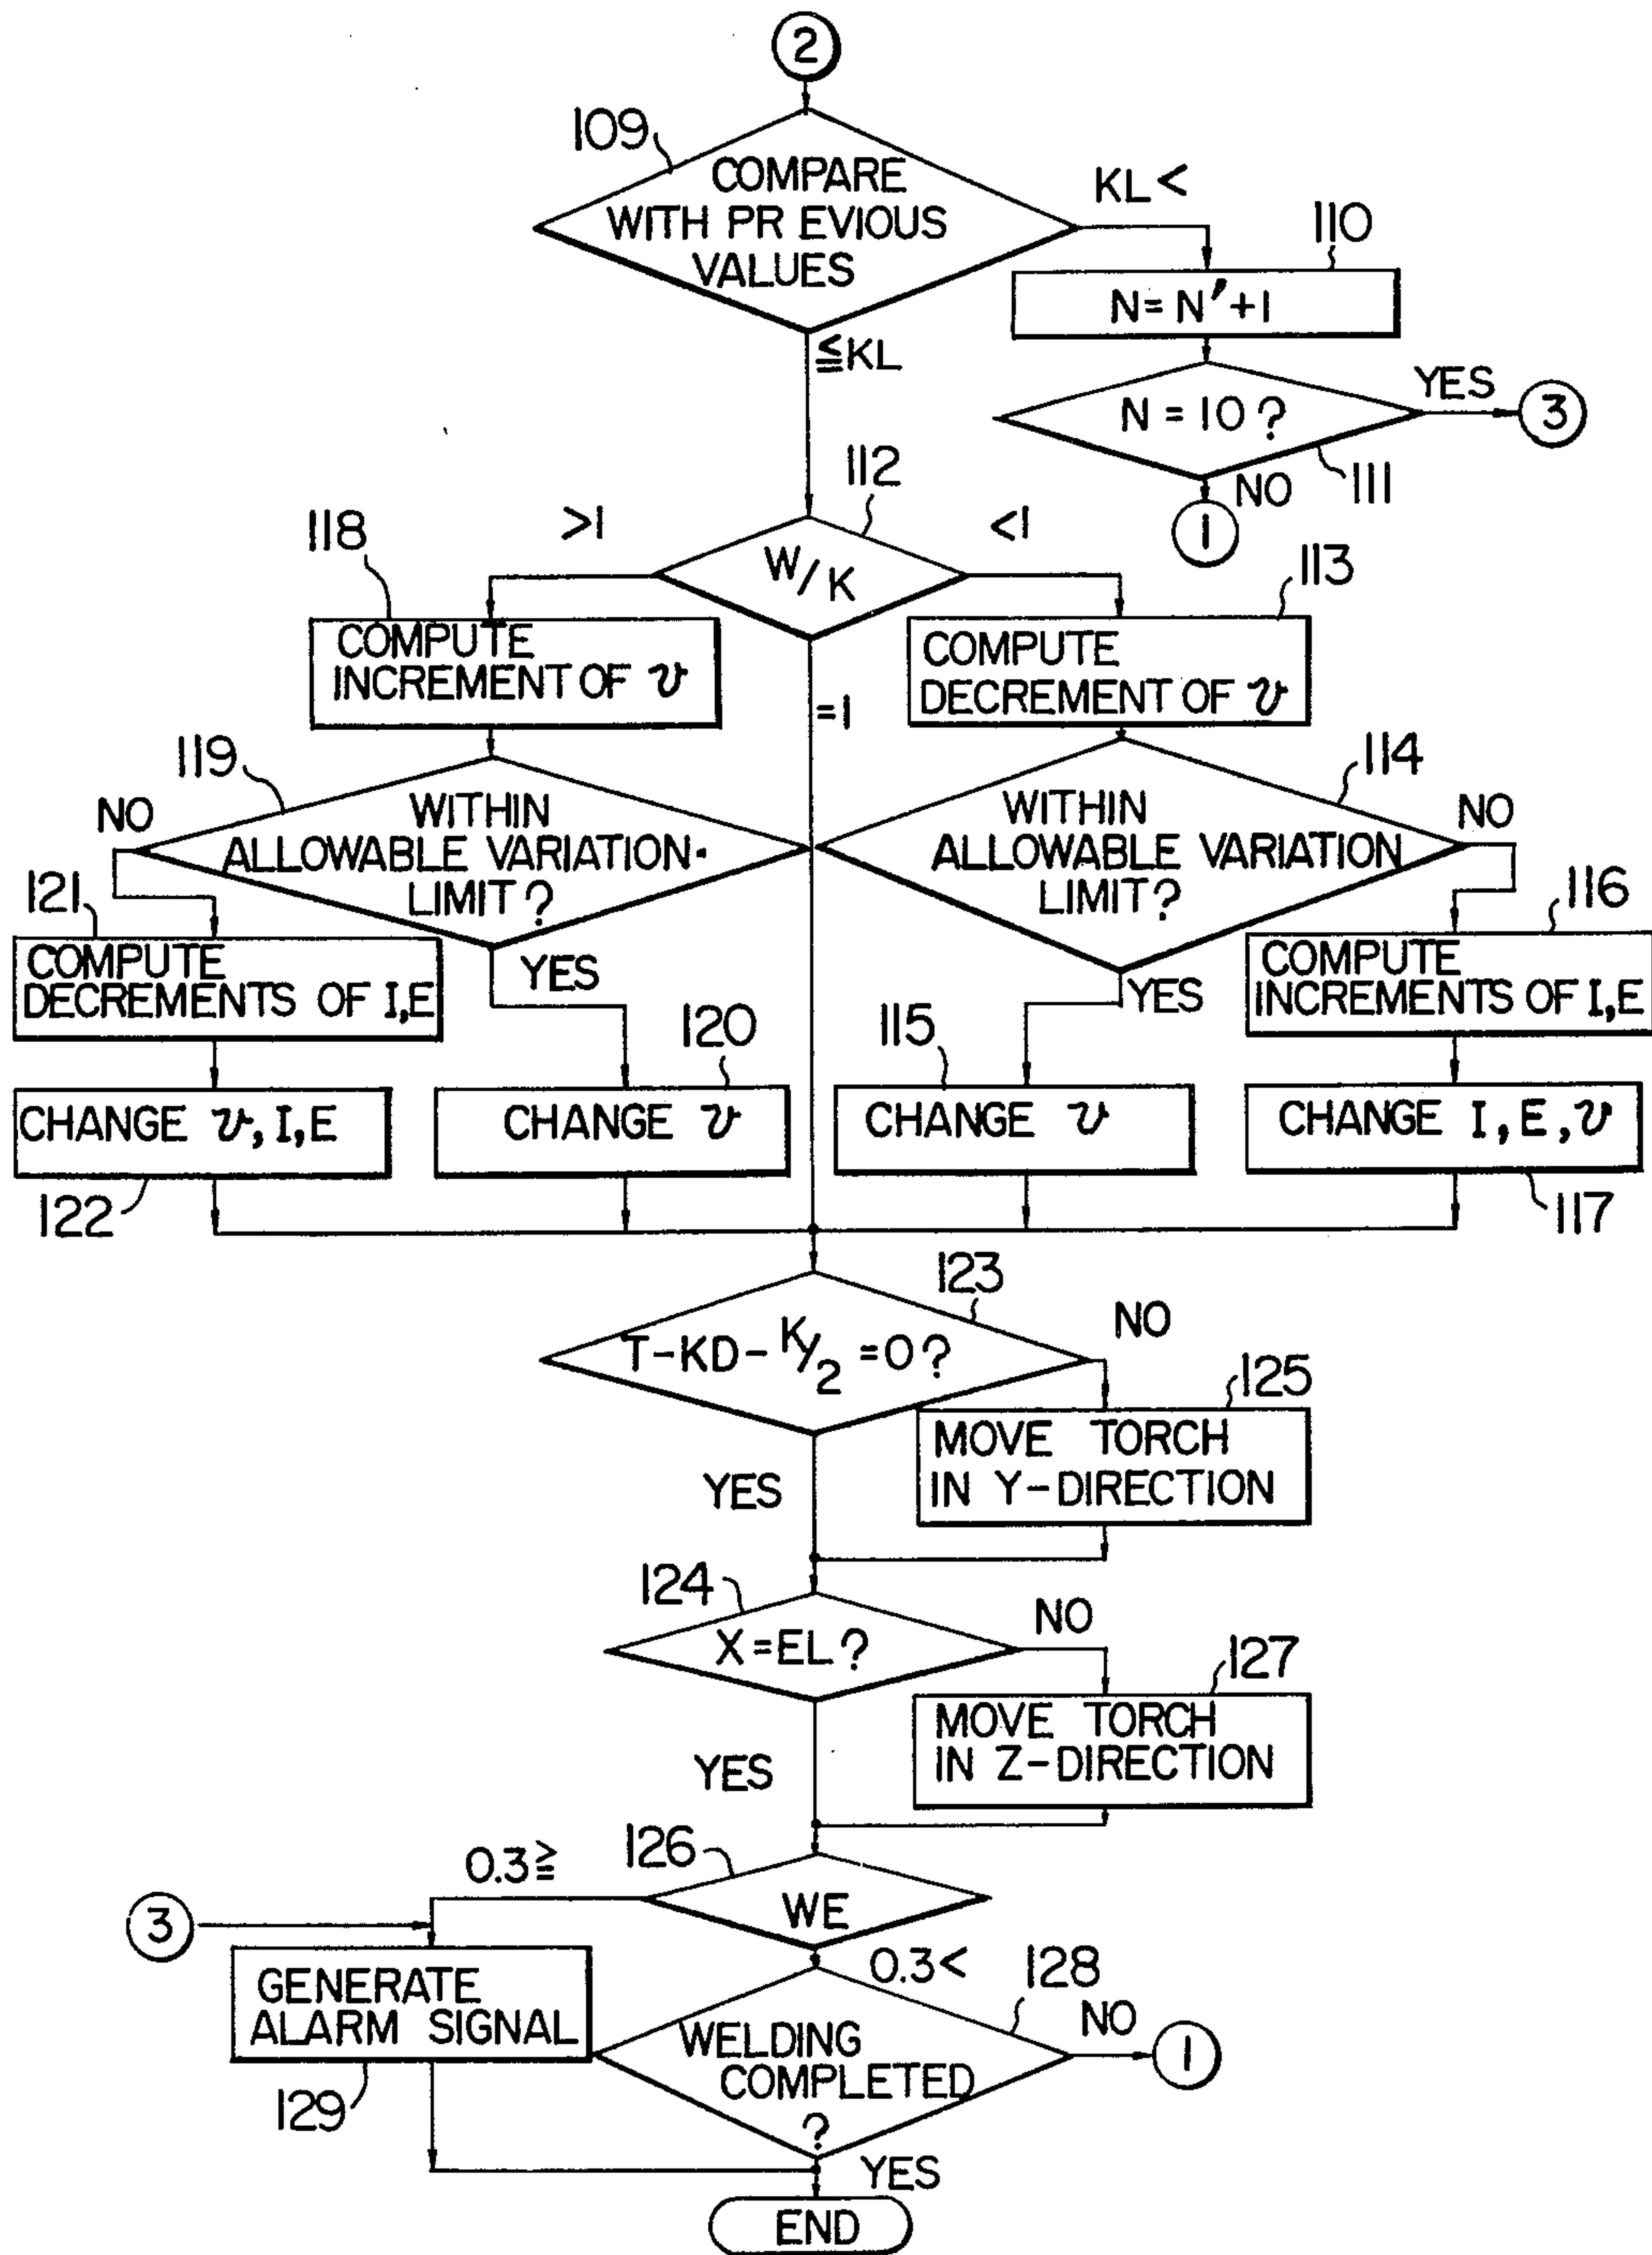 2
109
COMPARE
WITH PR EVIOUS
VALUES
KL <
110
N = N′ + 1
≦KL
N = 10 ?
YES
3
111
NO
1
112
>1
<1
W/K
118
COMPUTE
INCREMENT OF v
113
COMPUTE
DECREMENT OF v
=1
119
NO
WITHIN
ALLOWABLE VARIATION
LIMIT?
YES
114
WITHIN
ALLOWABLE VARIATION
LIMIT?
NO
YES
121
COMPUTE
DECREMENTS OF I,E
116
COMPUTE
INCREMENTS OF I,E
120
115
CHANGE v, I, E
CHANGE v
CHANGE v
CHANGE I, E, v
122
117
123
T-KD-K/2 =0?
NO
125
MOVE TORCH
IN Y-DIRECTION
YES
124
X=EL?
NO
127
MOVE TORCH
IN Z-DIRECTION
YES
126
0.3≧
WE
3
0.3<
GENERATE
ALARM SIGNAL
129
128
WELDING
COMPLETED
?
NO
1
YES
END